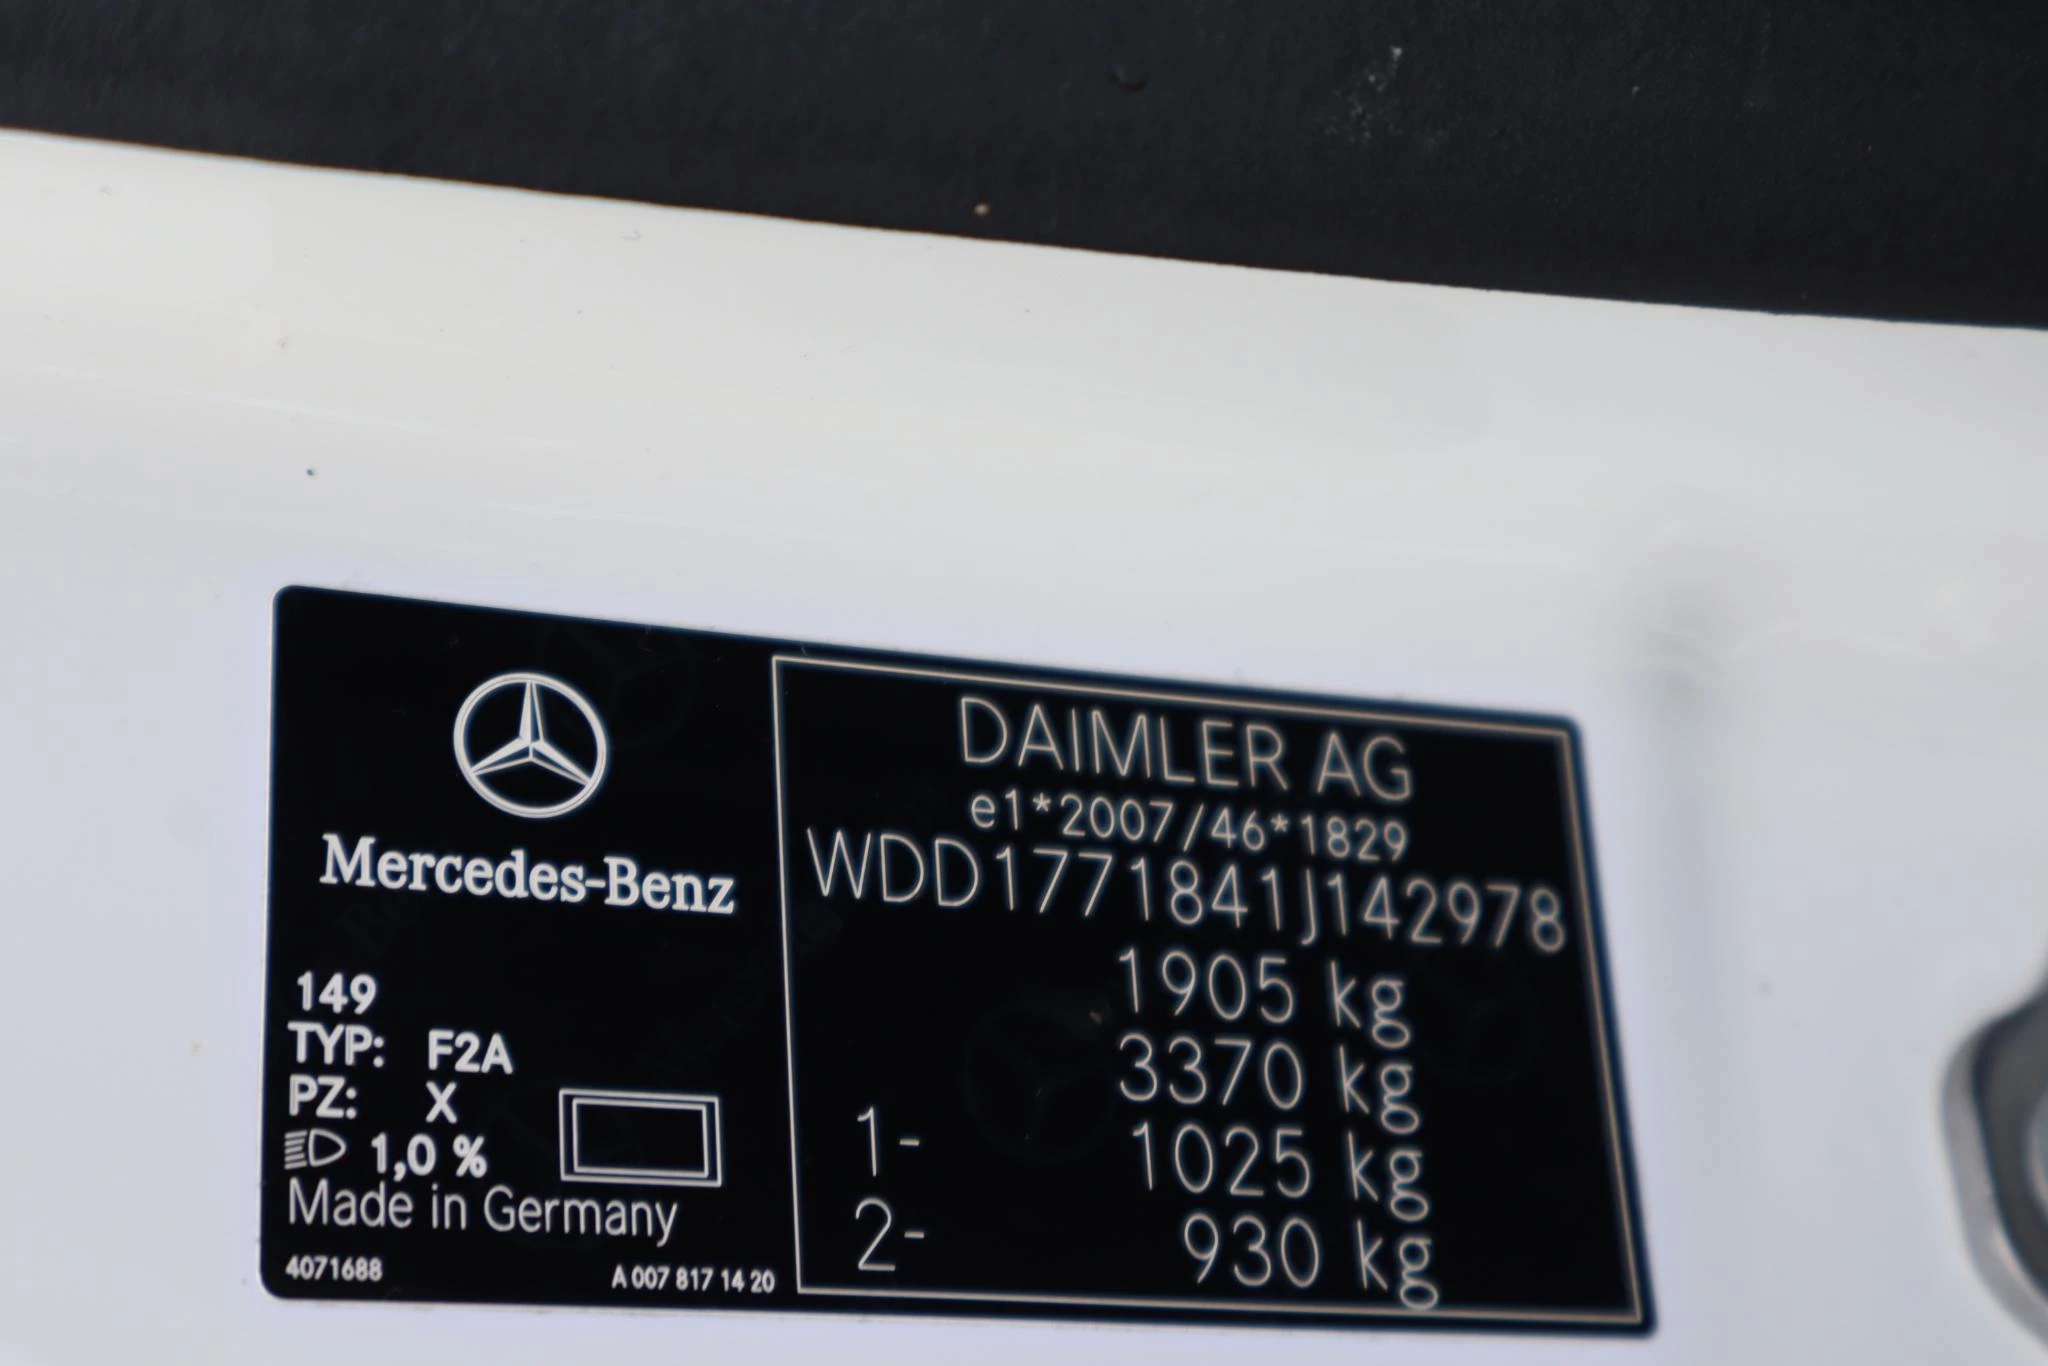 Mercedes-Benz
149
TYP: F2A
PZ: X
1,0 %
Made in Germany
4071688
A 007 817 14 20
DAIMLER AG
e1*2007/46*1829
WDD1771841J142978
1905 kg
3370 kg
1- 1025 kg
2- 930 kg